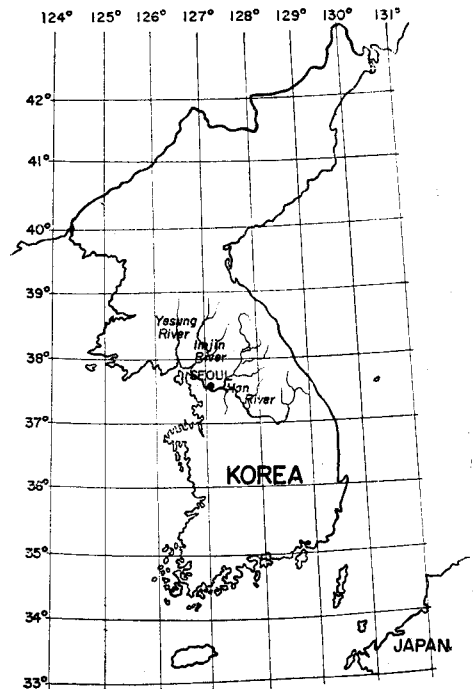 124° 125° 126° 127° 128° 129° 130° 131°
42°
41°
40°
39°
Yesung
River
Imjin
River
38°
SEOUL
Han
River
37°
KOREA
36°
35°
34°
JAPAN
33°